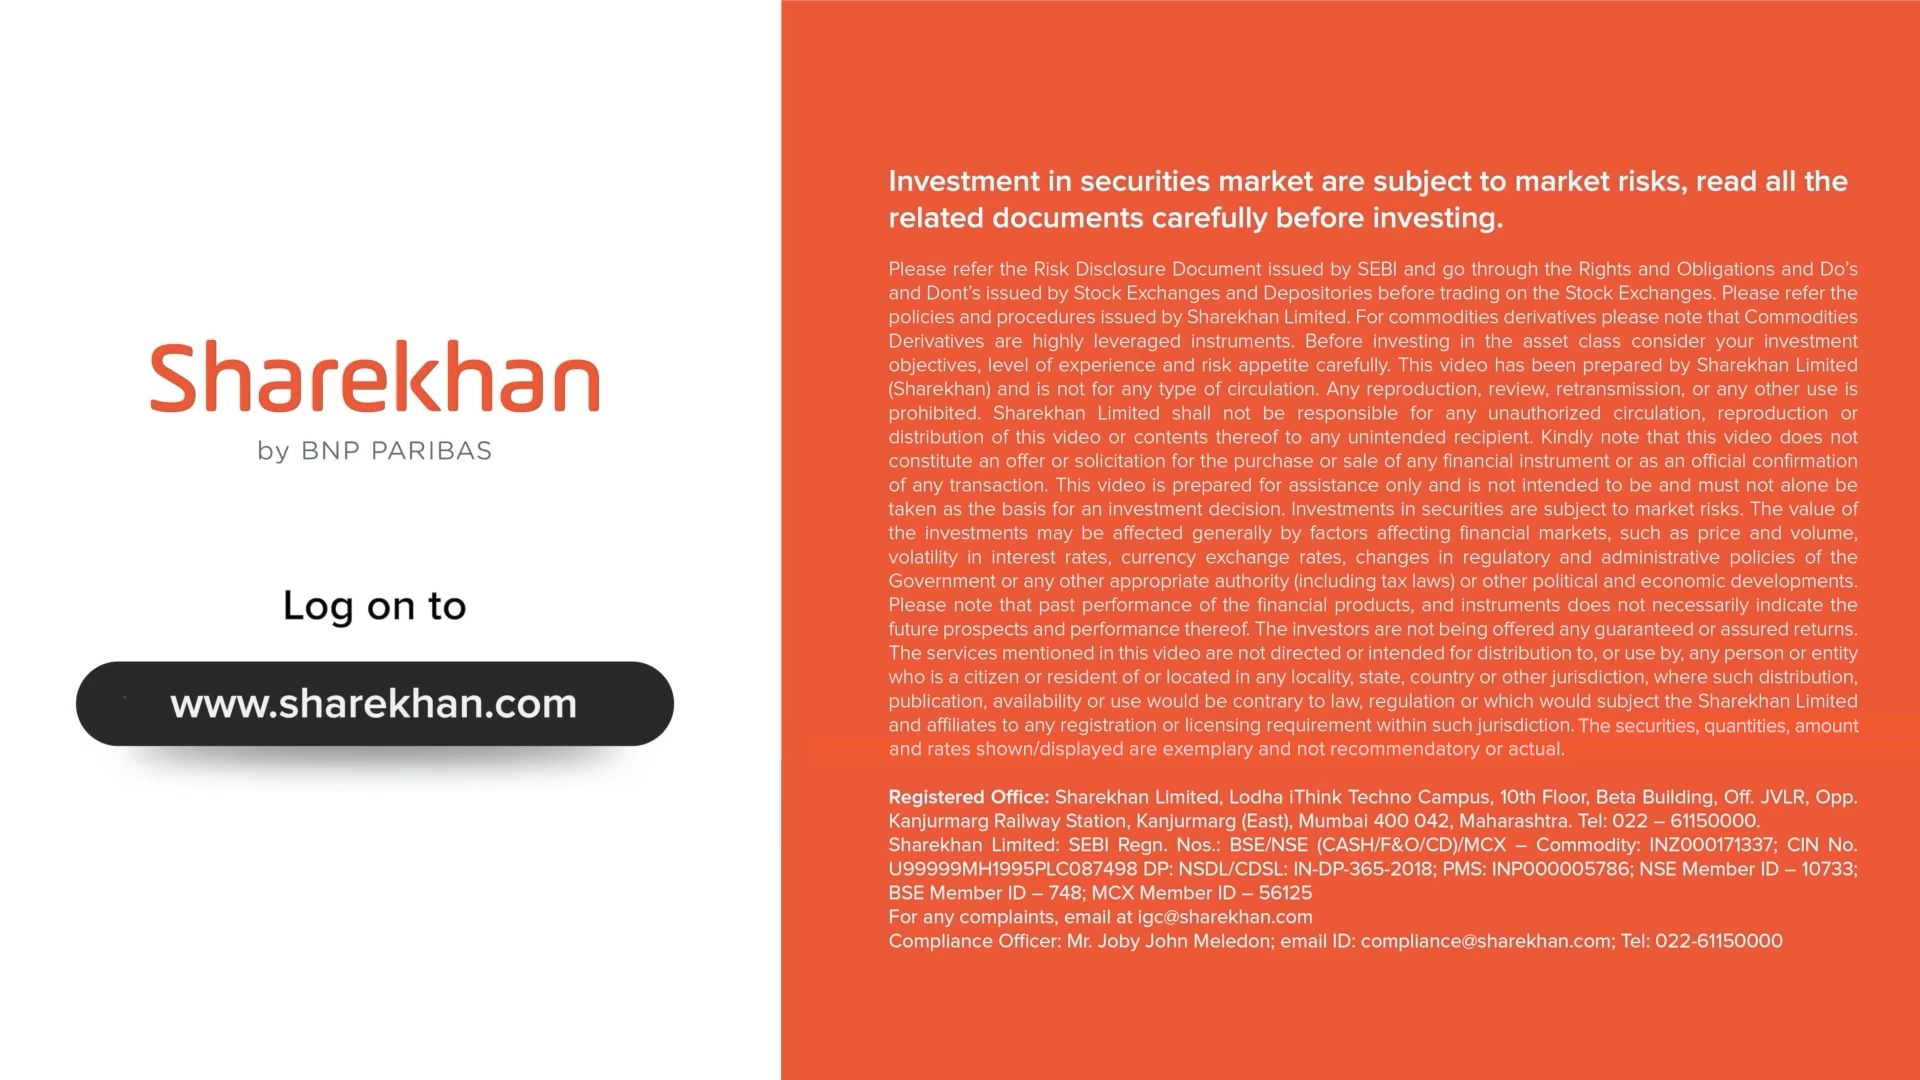 Sharekhan
by BNP PARIBAS
Log on to
www.sharekhan.com
Investment in securities market are subject to market risks, read all the
related documents carefully before investing.
Please refer the Risk Disclosure Document issued by SEBI and go through the Rights and Obligations and Do's
and Dont's issued by Stock Exchanges and Depositories before trading on the Stock Exchanges. Please refer the
policies and procedures issued by Sharekhan Limited. For commodities derivatives please note that Commodities
Derivatives are highly leveraged instruments. Before investing in the asset class consider your investment
objectives, level of experience and risk appetite carefully. This video has been prepared by Sharekhan Limited
(Sharekhan) and is not for any type of circulation. Any reproduction, review, retransmission, or any other use is
prohibited. Sharekhan Limited shall not be responsible for any unauthorized circulation, reproduction or
distribution of this video or contents thereof to any unintended recipient. Kindly note that this video does not
constitute an offer or solicitation for the purchase or sale of any financial instrument or as an official confirmation
of any transaction. This video is prepared for assistance only and is not intended to be and must not alone be
taken as the basis for an investment decision. Investments in securities are subject to market risks. The value of
the investments may be affected generally by factors affecting financial markets, such as price and volume,
volatility in interest rates, currency exchange rates, changes in regulatory and administrative policies of the
Government or any other appropriate authority (including tax laws) or other political and economic developments.
Please note that past performance of the financial products, and instruments does not necessarily indicate the
future prospects and performance thereof. The investors are not being offered any guaranteed or assured returns.
The services mentioned in this video are not directed or intended for distribution to, or use by, any person or entity
who is a citizen or resident of or located in any locality, state, country or other jurisdiction, where such distribution,
publication, availability or use would be contrary to law, regulation or which would subject the Sharekhan Limited
and affiliates to any registration or licensing requirement within such jurisdiction. The securities, quantities, amount
and rates shown/displayed are exemplary and not recommendatory or actual.
Registered Office: Sharekhan Limited, Lodha iThink Techno Campus, 10th Floor, Beta Building, Off. JVLR, Opp.
Kanjurmarg Railway Station, Kanjurmarg (East), Mumbai 400 042, Maharashtra. Tel: 022 – 61150000.
Sharekhan Limited: SEBI Regn. Nos.: BSE/NSE (CASH/F&O/CD)/MCX – Commodity: INZ000171337; CIN No.
U99999MH1995PLC087498 DP: NSDL/CDSL: IN-DP-365-2018; PMS: INP000005786; NSE Member ID – 10733;
BSE Member ID – 748; MCX Member ID – 56125
For any complaints, email at igc@sharekhan.com
Compliance Officer: Mr. Joby John Meledon; email ID: compliance@sharekhan.com; Tel: 022-61150000